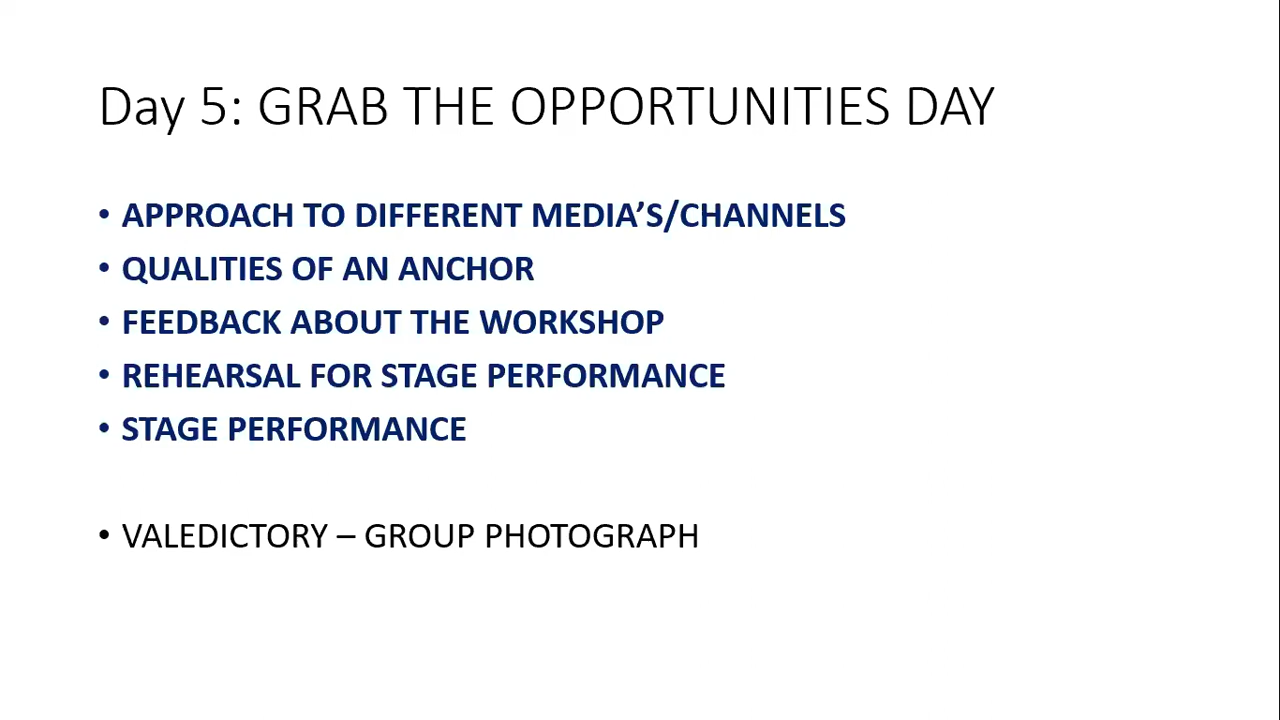 Day 5: GRAB THE OPPORTUNITIES DAY
• APPROACH TO DIFFERENT MEDIA’S/CHANNELS
• QUALITIES OF AN ANCHOR
• FEEDBACK ABOUT THE WORKSHOP
• REHEARSAL FOR STAGE PERFORMANCE
• STAGE PERFORMANCE
• VALEDICTORY – GROUP PHOTOGRAPH